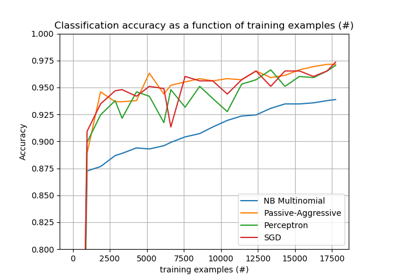 Classification accuracy as a function of training examples (#)
1.000
0.975
0.950
0.925
0.900
0.875
0.850
0.825
0.800
Accuracy
NB Multinomial
Passive-Aggressive
Perceptron
SGD
0 2500 5000 7500 10000 12500 15000 17500
training examples (#)